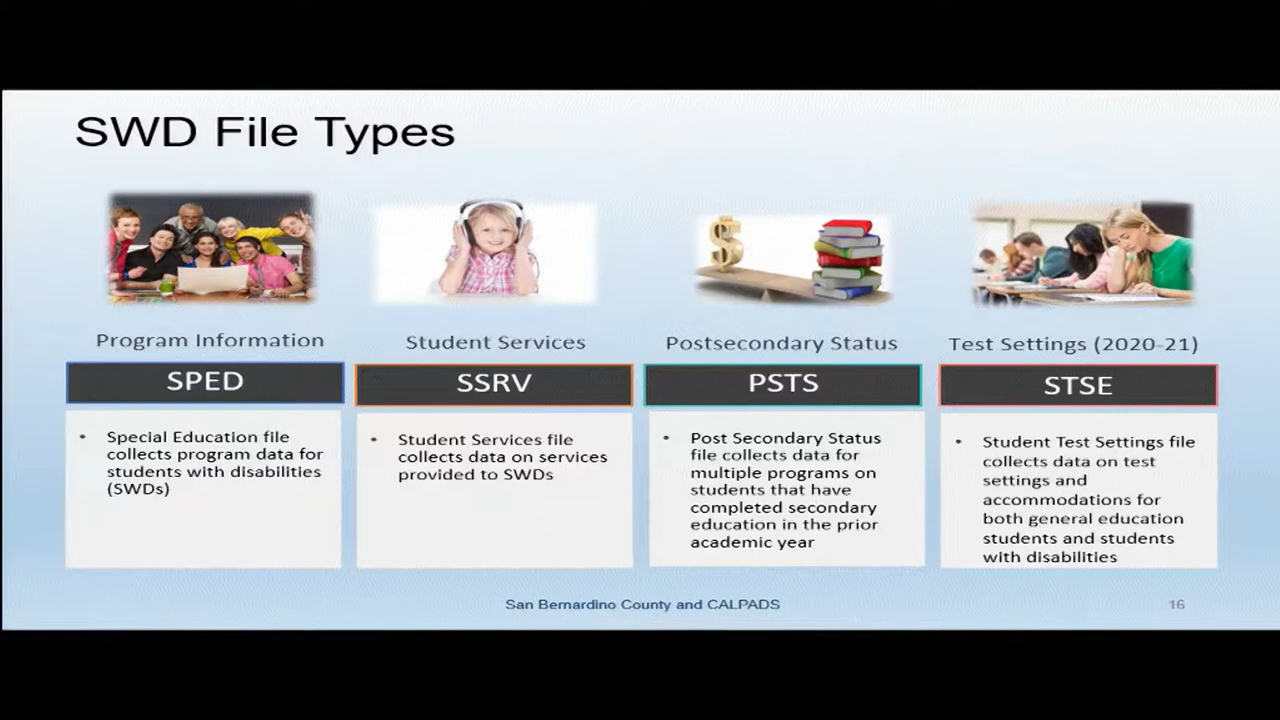 SWD File Types
Program Information
SPED
• Special Education file
collects program data for
students with disabilities
(SWDs)
Student Services
SSRV
• Student Services file
collects data on services
provided to SWDs
Postsecondary Status
PSTS
• Post Secondary Status
file collects data for
multiple programs on
students that have
completed secondary
education in the prior
academic year
Test Settings (2020-21)
STSE
• Student Test Settings file
collects data on test
settings and
accommodations for
both general education
students and students
with disabilities
San Bernardino County and CALPADS
16